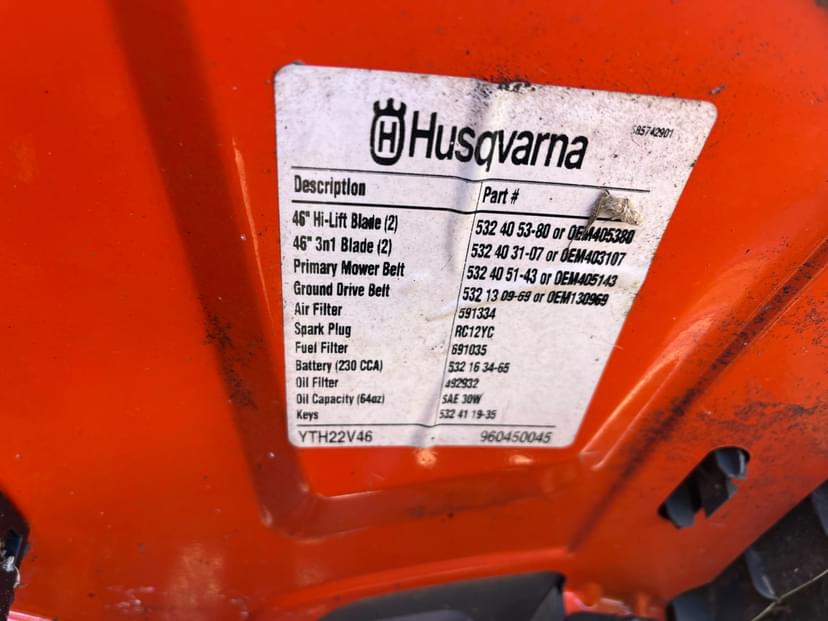 Husqvarna
585742901
Description Part #
46" Hi-Lift Blade (2) 532 40 53-80 or OEM405380
46" 3n1 Blade (2) 532 40 31-07 or OEM403107
Primary Mower Belt 532 40 51-43 or OEM405143
Ground Drive Belt 532 13 09-69 or OEM130969
Air Filter 591334
Spark Plug RC12YC
Fuel Filter 691035
Battery (230 CCA) 532 16 34-65
Oil Filter 492932
Oil Capacity (64oz) SAE 30W
Keys 532 41 19-35
YTH22V46 960450045